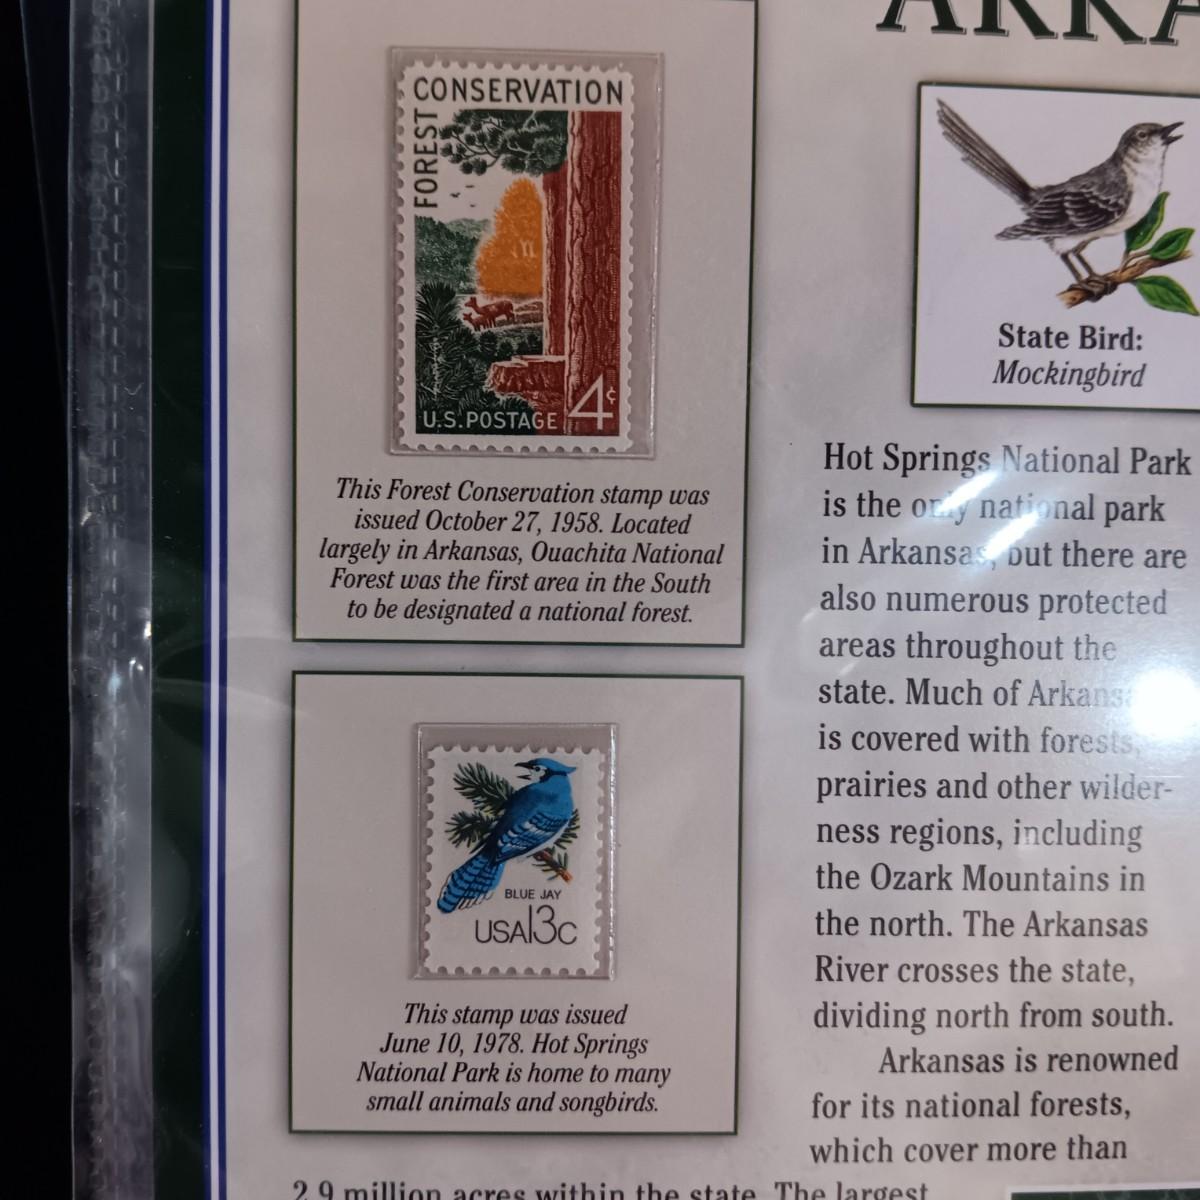 ARKA
FOREST
CONSERVATION
U.S. POSTAGE 4¢
This Forest Conservation stamp was
issued October 27, 1958. Located
largely in Arkansas, Ouachita National
Forest was the first area in the South
to be designated a national forest.
BLUE JAY
USA 13c
This stamp was issued
June 10, 1978. Hot Springs
National Park is home to many
small animals and songbirds.
State Bird:
Mockingbird
Hot Springs National Park
is the only national park
in Arkansas, but there are
also numerous protected
areas throughout the
state. Much of Arkansas
is covered with forests,
prairies and other wilder-
ness regions, including
the Ozark Mountains in
the north. The Arkansas
River crosses the state,
dividing north from south.
Arkansas is renowned
for its national forests,
which cover more than
2.9 million acres within the state. The largest